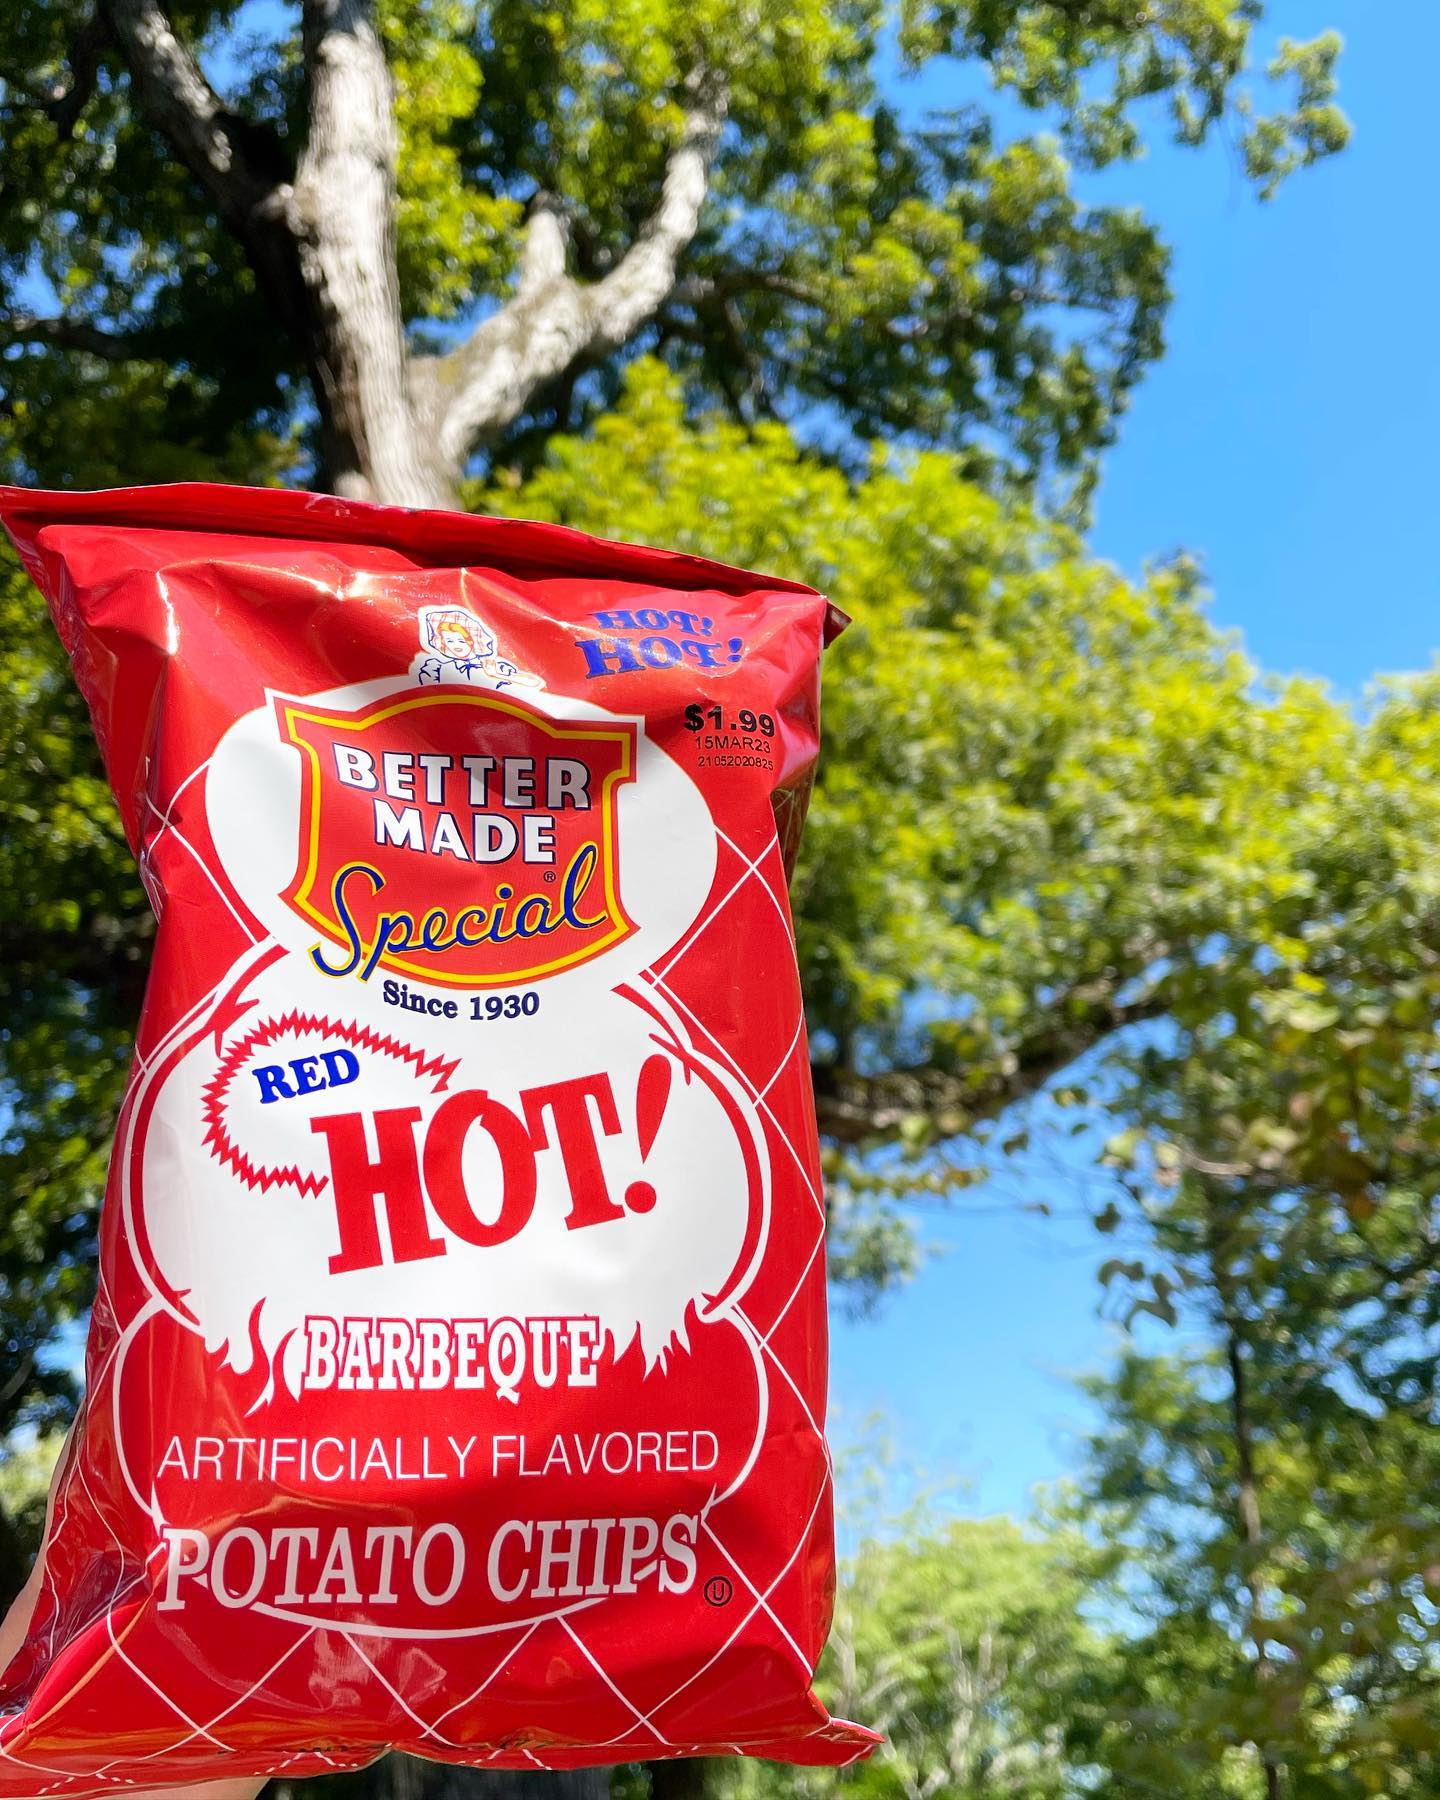 HOT!
HOT!
$1.99
15MAR23
21052020825
BETTER
MADE
®
Special
Since 1930
RED
HOT!
BARBEQUE
ARTIFICIALLY FLAVORED
POTATO CHIPS
U